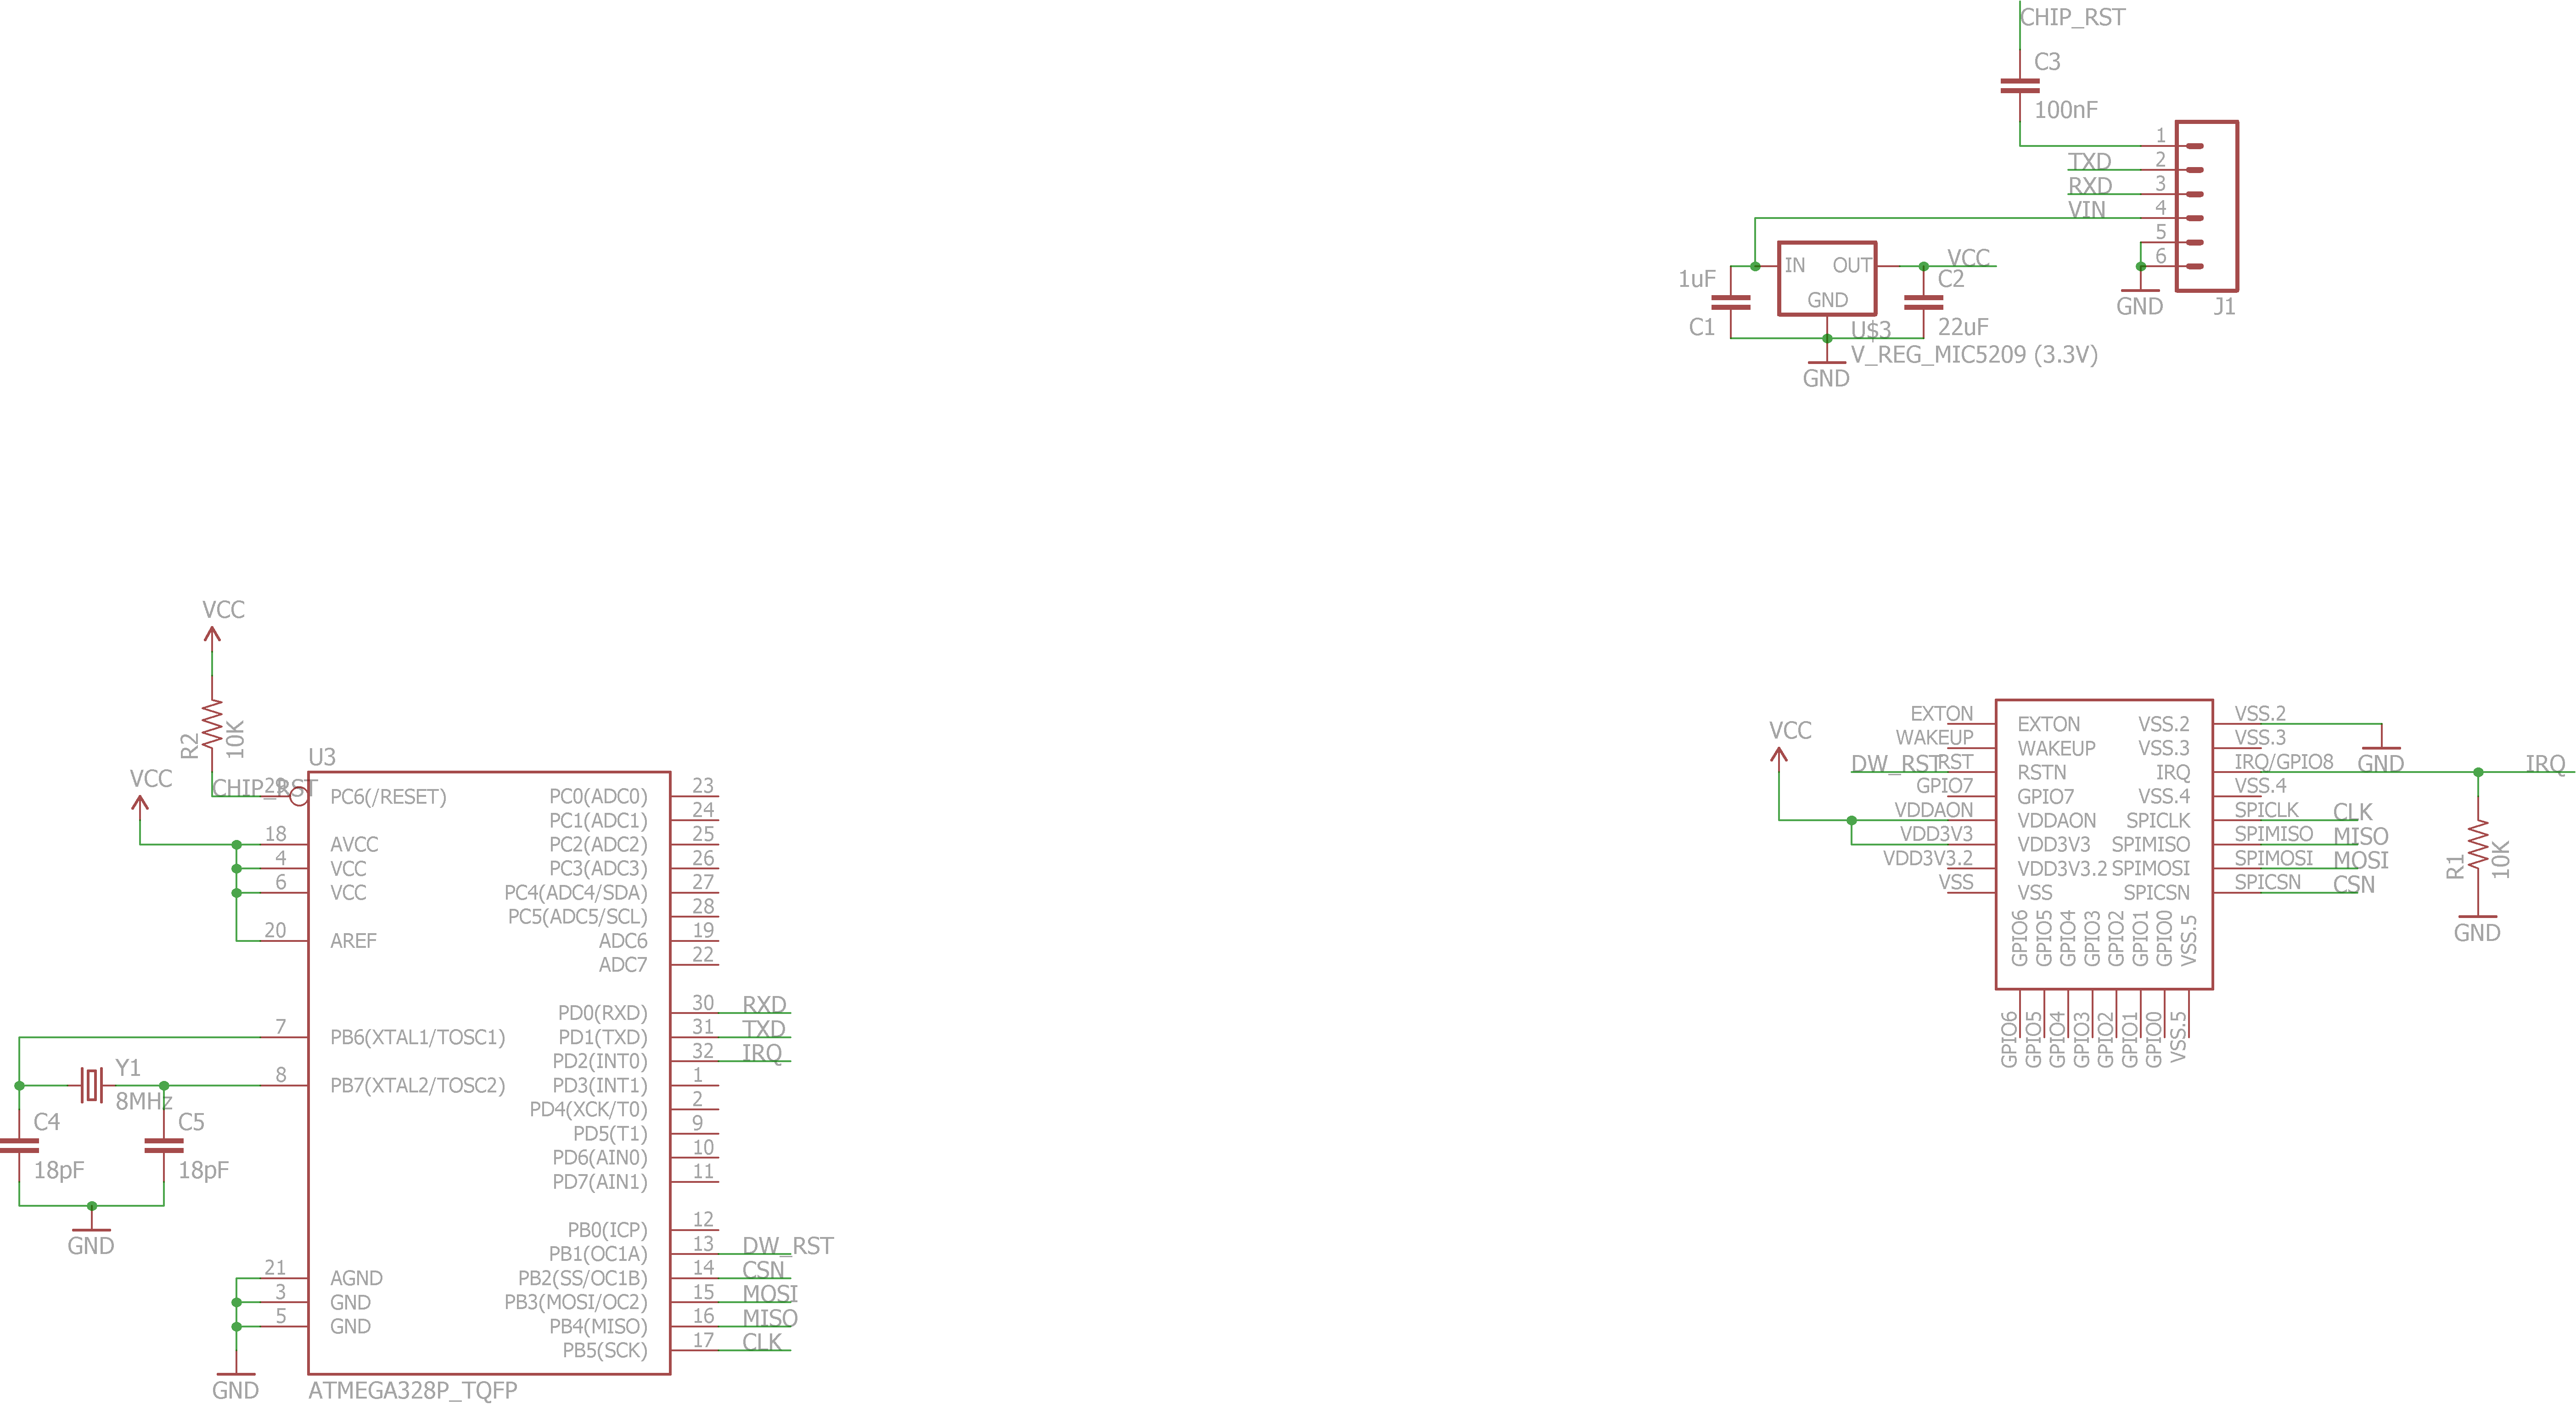 CHIP_RST
C3
100nF
1
TXD 2
RXD 3
VIN 4
5
6
GND
J1
1uF
C1
IN OUT
GND
VCC
C2
22uF
U$3
V_REG_MIC5209 (3.3V)
GND
VCC
R2
10K
VCC
U3
CHIP_RST
29 PC6(/RESET)
18 AVCC
4 VCC
6 VCC
20 AREF
7 PB6(XTAL1/TOSC1)
8 PB7(XTAL2/TOSC2)
Y1
8MHz
C4
18pF
C5
18pF
GND
21 AGND
3 GND
5 GND
GND
PC0(ADC0) 23
PC1(ADC1) 24
PC2(ADC2) 25
PC3(ADC3) 26
PC4(ADC4/SDA) 27
PC5(ADC5/SCL) 28
ADC6 19
ADC7 22
PD0(RXD) 30 RXD
PD1(TXD) 31 TXD
PD2(INT0) 32 IRQ
PD3(INT1) 1
PD4(XCK/T0) 2
PD5(T1) 9
PD6(AIN0) 10
PD7(AIN1) 11
PB0(ICP) 12
PB1(OC1A) 13 DW_RST
PB2(SS/OC1B) 14 CSN
PB3(MOSI/OC2) 15 MOSI
PB4(MISO) 16 MISO
PB5(SCK) 17 CLK
ATMEGA328P_TQFP
VCC
EXTON EXTON
WAKEUP WAKEUP
DW_RST RST RSTN
GPIO7 GPIO7
VDDAON VDDAON
VDD3V3 VDD3V3
VDD3V3.2 VDD3V3.2
VSS VSS
VSS.2 VSS.2
VSS.3 VSS.3
IRQ IRQ/GPIO8
VSS.4 VSS.4
SPICLK SPICLK CLK
SPIMISO SPIMISO MISO
SPIMOSI SPIMOSI MOSI
SPICSN SPICSN CSN
GND
IRQ
R1
10K
GND
GPIO6 GPIO5 GPIO4 GPIO3 GPIO2 GPIO1 GPIO0 VSS.5
GPIO6 GPIO5 GPIO4 GPIO3 GPIO2 GPIO1 GPIO0 VSS.5